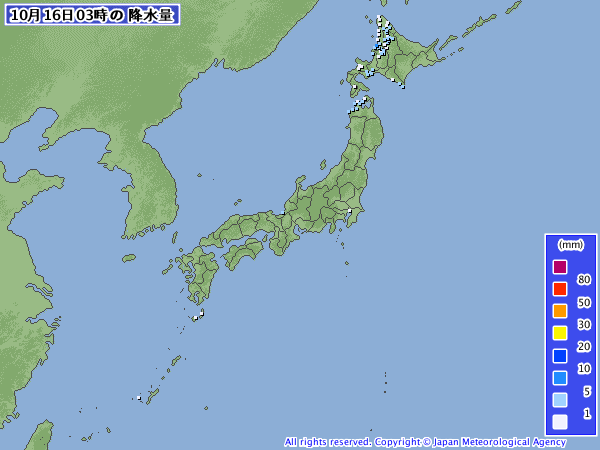 10月16日03時の 降水量
(mm)
80
50
30
20
10
5
1
All rights reserved. Copyright © Japan Meteorological Agency